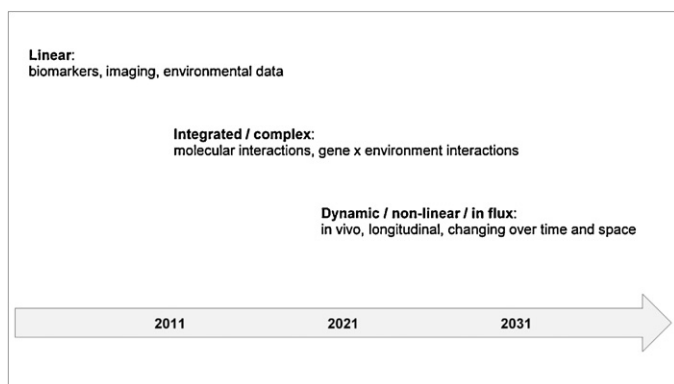 Linear:
biomarkers, imaging, environmental data
Integrated / complex:
molecular interactions, gene x environment interactions
Dynamic / non-linear / in flux:
in vivo, longitudinal, changing over time and space
2011 2021 2031